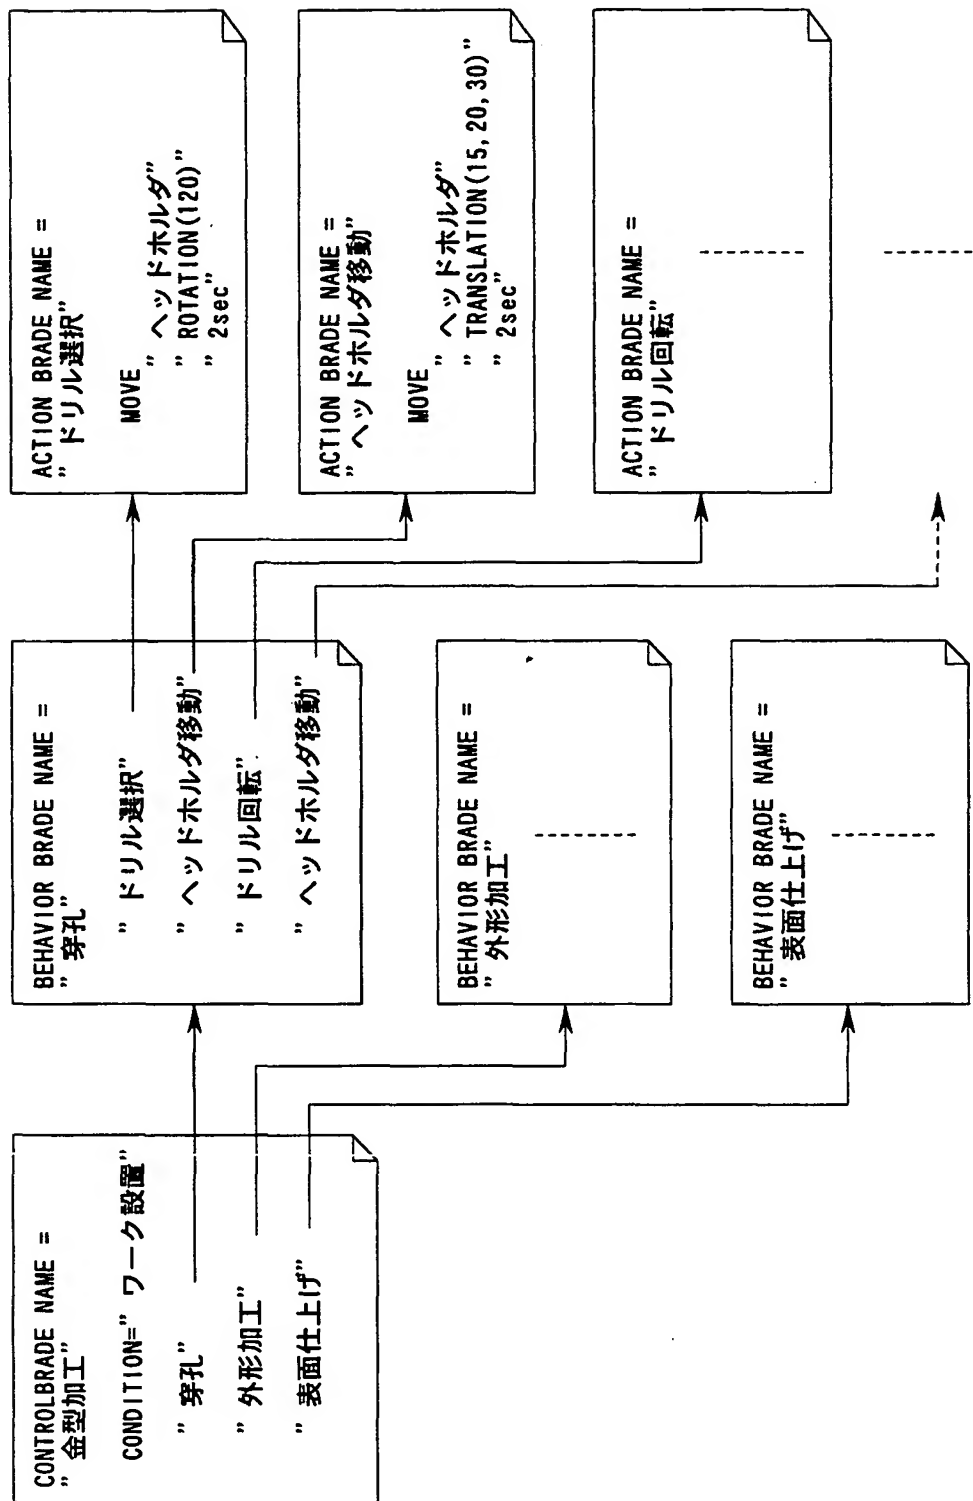 CONTROLBRADE NAME =
” 金型加工”
CONDITION=” ワーク設置”
” 穿孔”
” 外形加工”
” 表面仕上げ”
BEHAVIOR BRADE NAME =
” 穿孔”
” ドリル選択”
” ヘッドホルダ移動”
” ドリル回転”
” ヘッドホルダ移動”
BEHAVIOR BRADE NAME =
” 外形加工”
BEHAVIOR BRADE NAME =
” 表面仕上げ”
ACTION BRADE NAME =
” ドリル選択”
MOVE
” ヘッドホルダ”
” ROTATION(120)”
” 2sec”
ACTION BRADE NAME =
” ヘッドホルダ移動”
MOVE
” ヘッドホルダ”
” TRANSLATION(15, 20, 30)”
” 2sec”
ACTION BRADE NAME =
” ドリル回転”